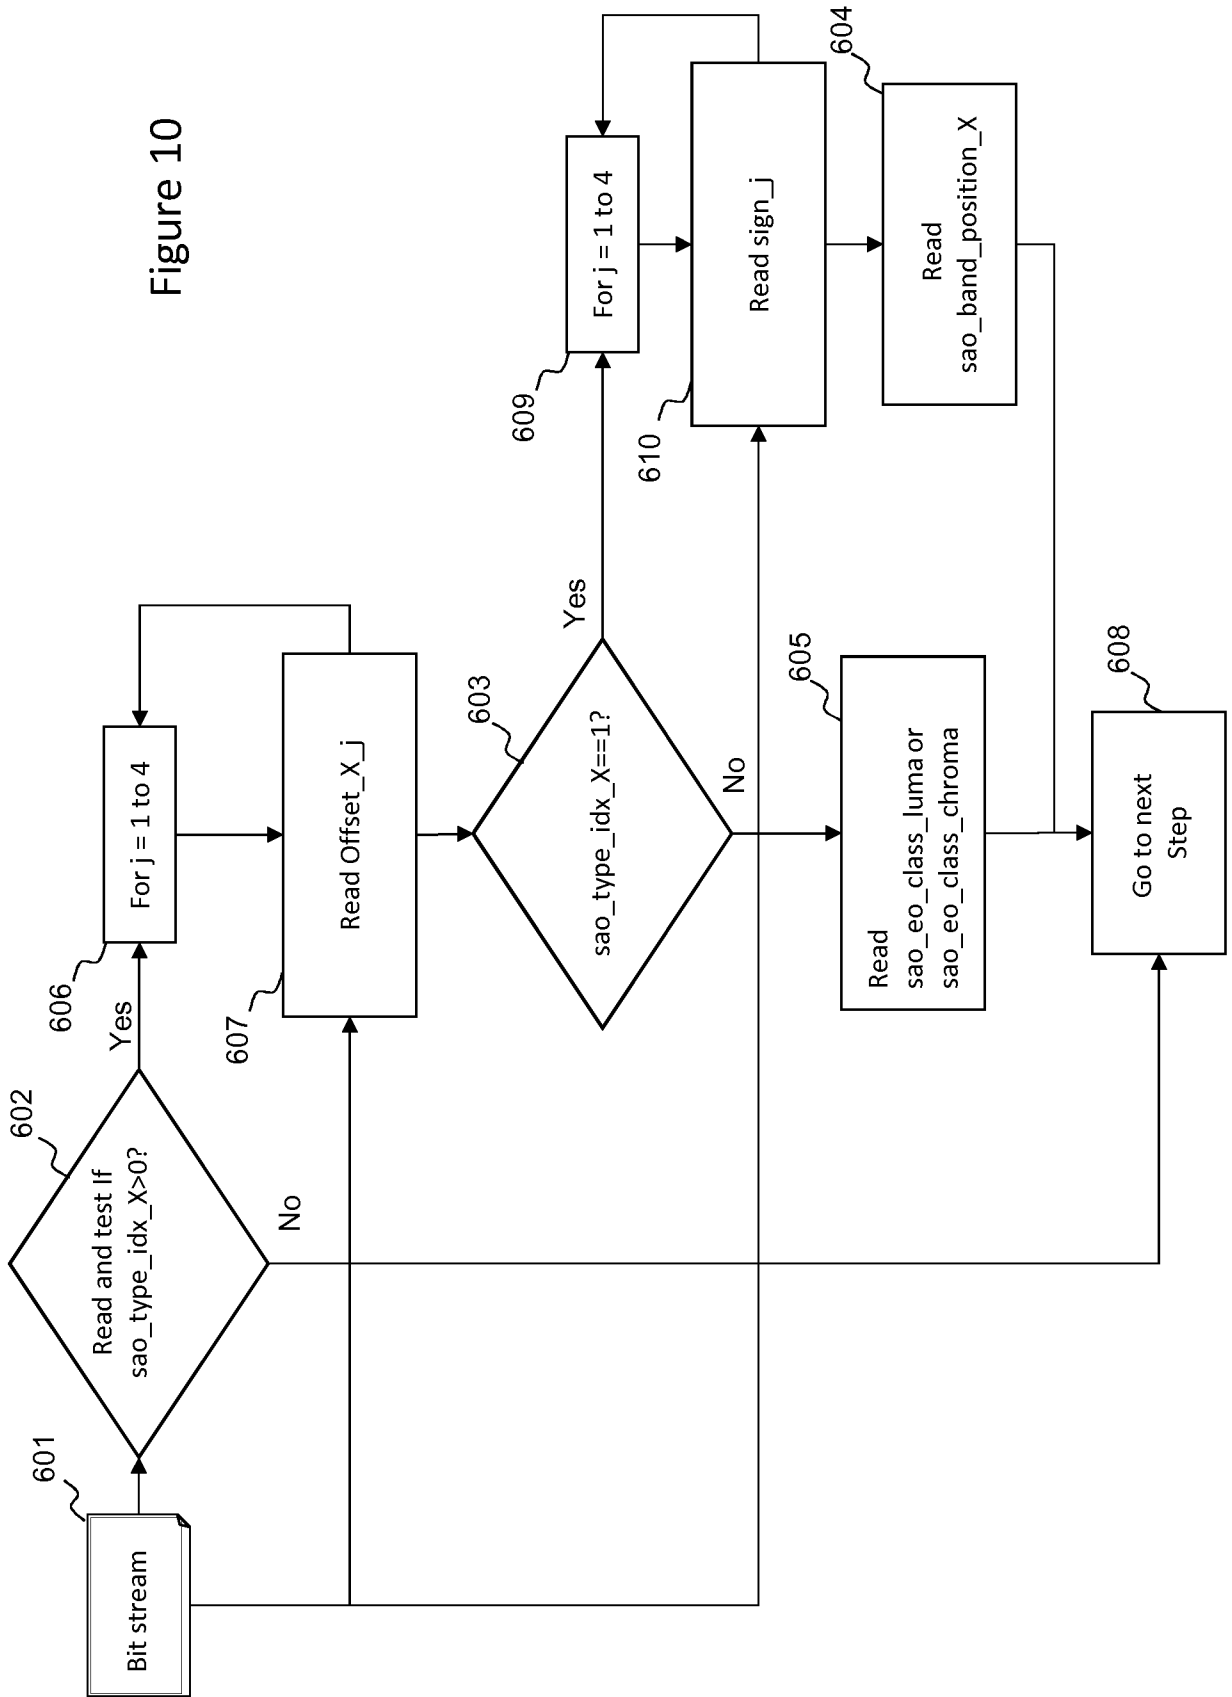 Figure 10
601
Bit stream
602
Read and test If
sao_type_idx_X>0?
Yes
No
606
For j = 1 to 4
607
Read Offset_X_j
603
sao_type_idx_X==1?
Yes
No
609
For j = 1 to 4
610
Read sign_j
604
Read
sao_band_position_X
605
Read
sao_eo_class_luma or
sao_eo_class_chroma
608
Go to next
Step